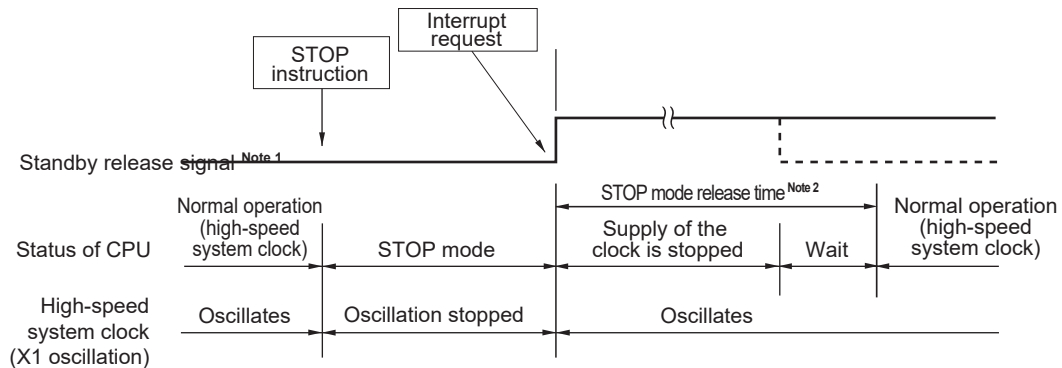 Interrupt
request
STOP
instruction
Standby release signal Note 1
STOP mode release time Note 2
Normal operation
(high-speed
system clock)
Supply of the
clock is stopped
Normal operation
(high-speed
system clock)
Status of CPU
STOP mode
Wait
High-speed
system clock
(X1 oscillation)
Oscillates
Oscillation stopped
Oscillates